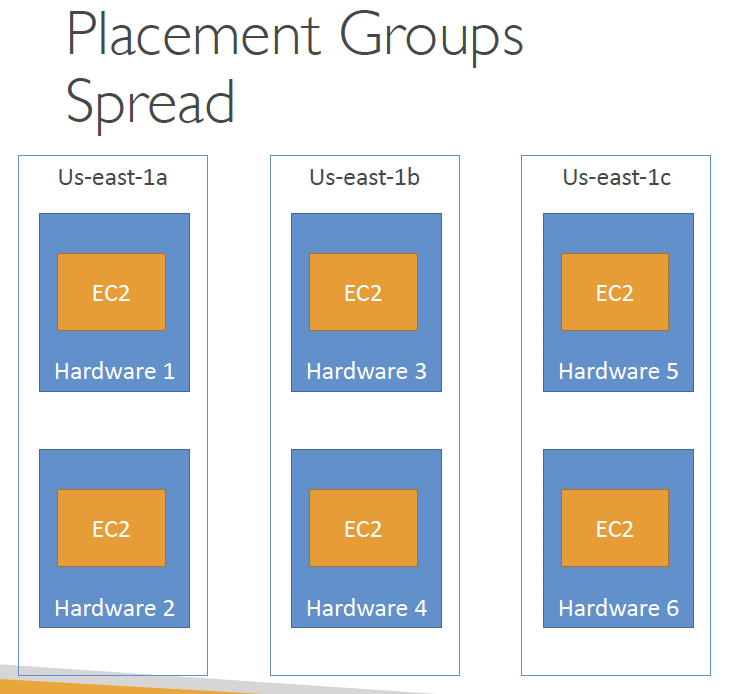 Placement Groups
Spread
Us-east-1a
EC2
Hardware 1
EC2
Hardware 2
Us-east-1b
EC2
Hardware 3
EC2
Hardware 4
Us-east-1c
EC2
Hardware 5
EC2
Hardware 6